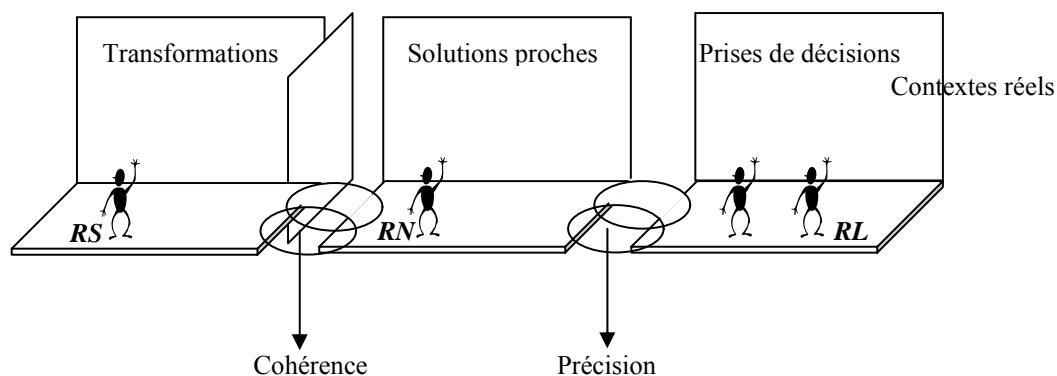 Transformations
Solutions proches
Prises de décisions
Contextes réels
RS
RN
RL
Cohérence
Précision